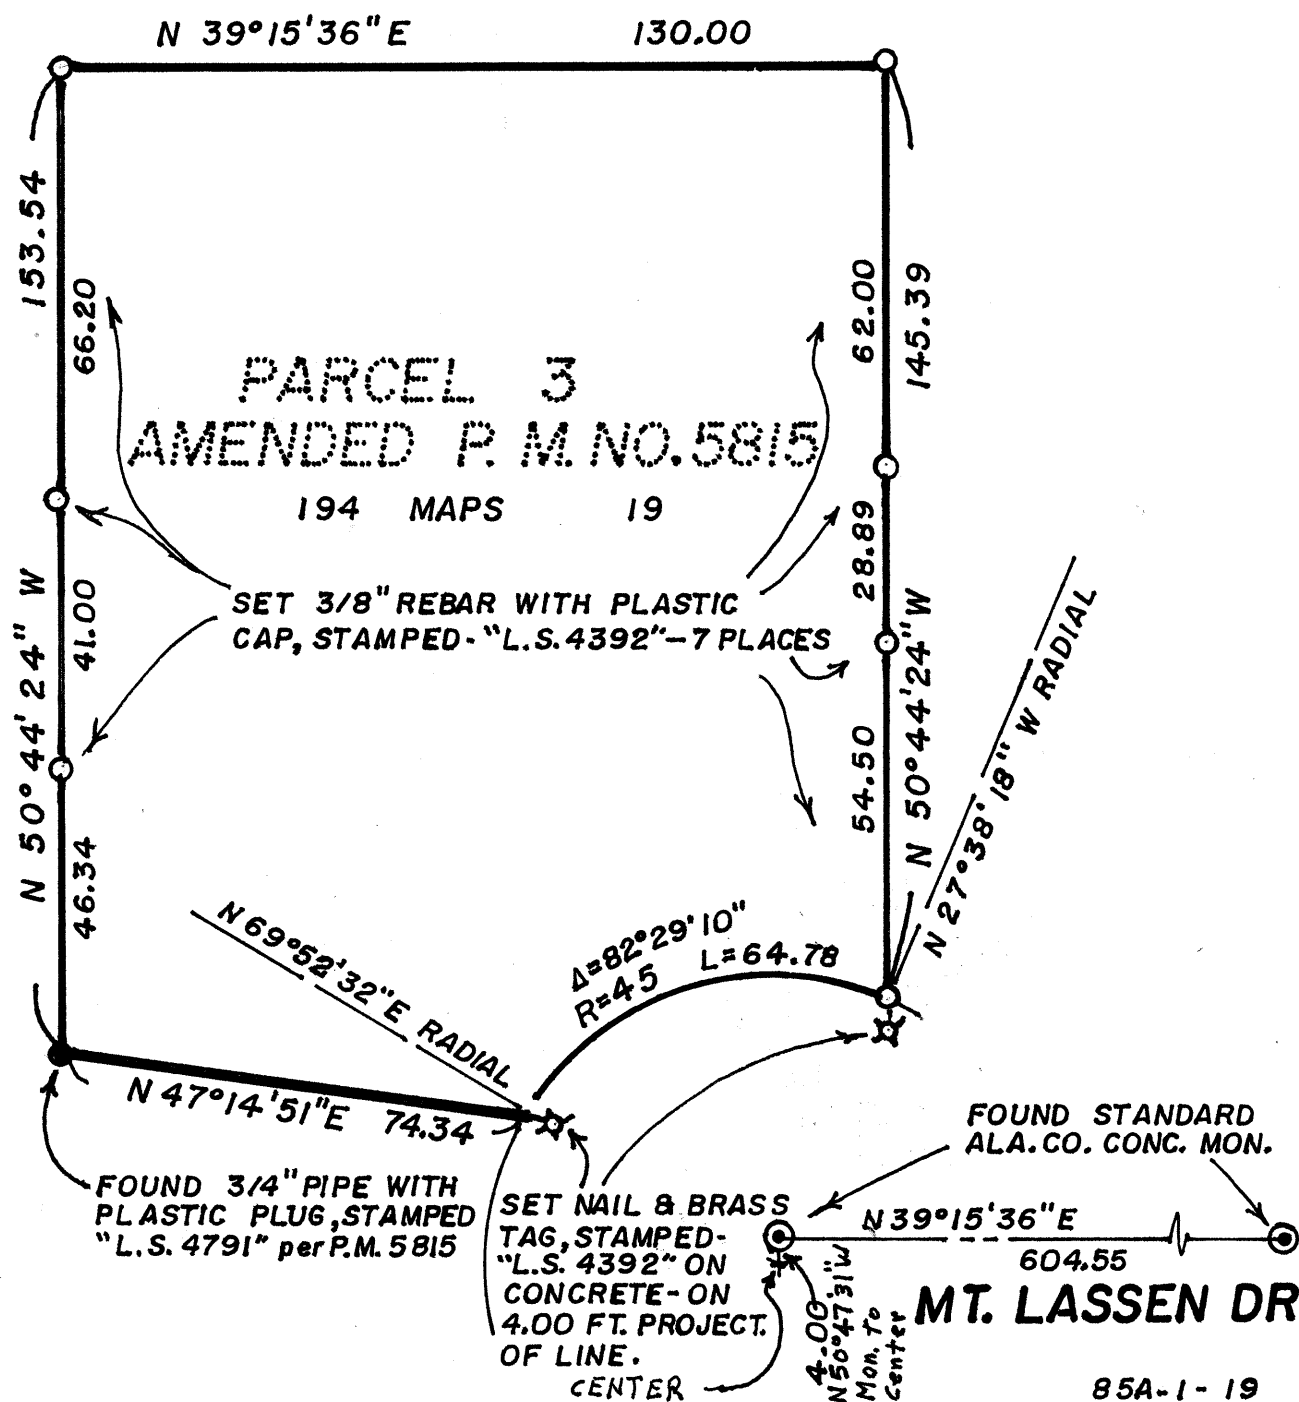 N 39°15'36"E 130.00
153.54
66.20
N 50°44'24" W
41.00
46.34
62.00
145.39
28.89
N 50°44'24" W
54.50
PARCEL 3
AMENDED P. M. NO. 5815
194 MAPS 19
SET 3/8" REBAR WITH PLASTIC
CAP, STAMPED- "L.S. 4392" – 7 PLACES
N 27°38'18" W RADIAL
N 69°52'32"E RADIAL
Δ=82°29'10"
R=45 L=64.78
N 47°14'51"E 74.34
FOUND 3/4" PIPE WITH
PLASTIC PLUG, STAMPED
"L.S. 4791" per P.M. 5815
SET NAIL & BRASS
TAG, STAMPED-
"L.S. 4392" ON
CONCRETE- ON
4.00 FT. PROJECT.
OF LINE.
CENTER
FOUND STANDARD
ALA. CO. CONC. MON.
N 39°15'36"E
604.55
4.00
N50°47'31"W
Mon. to
Center
MT. LASSEN DR
85A-1-19